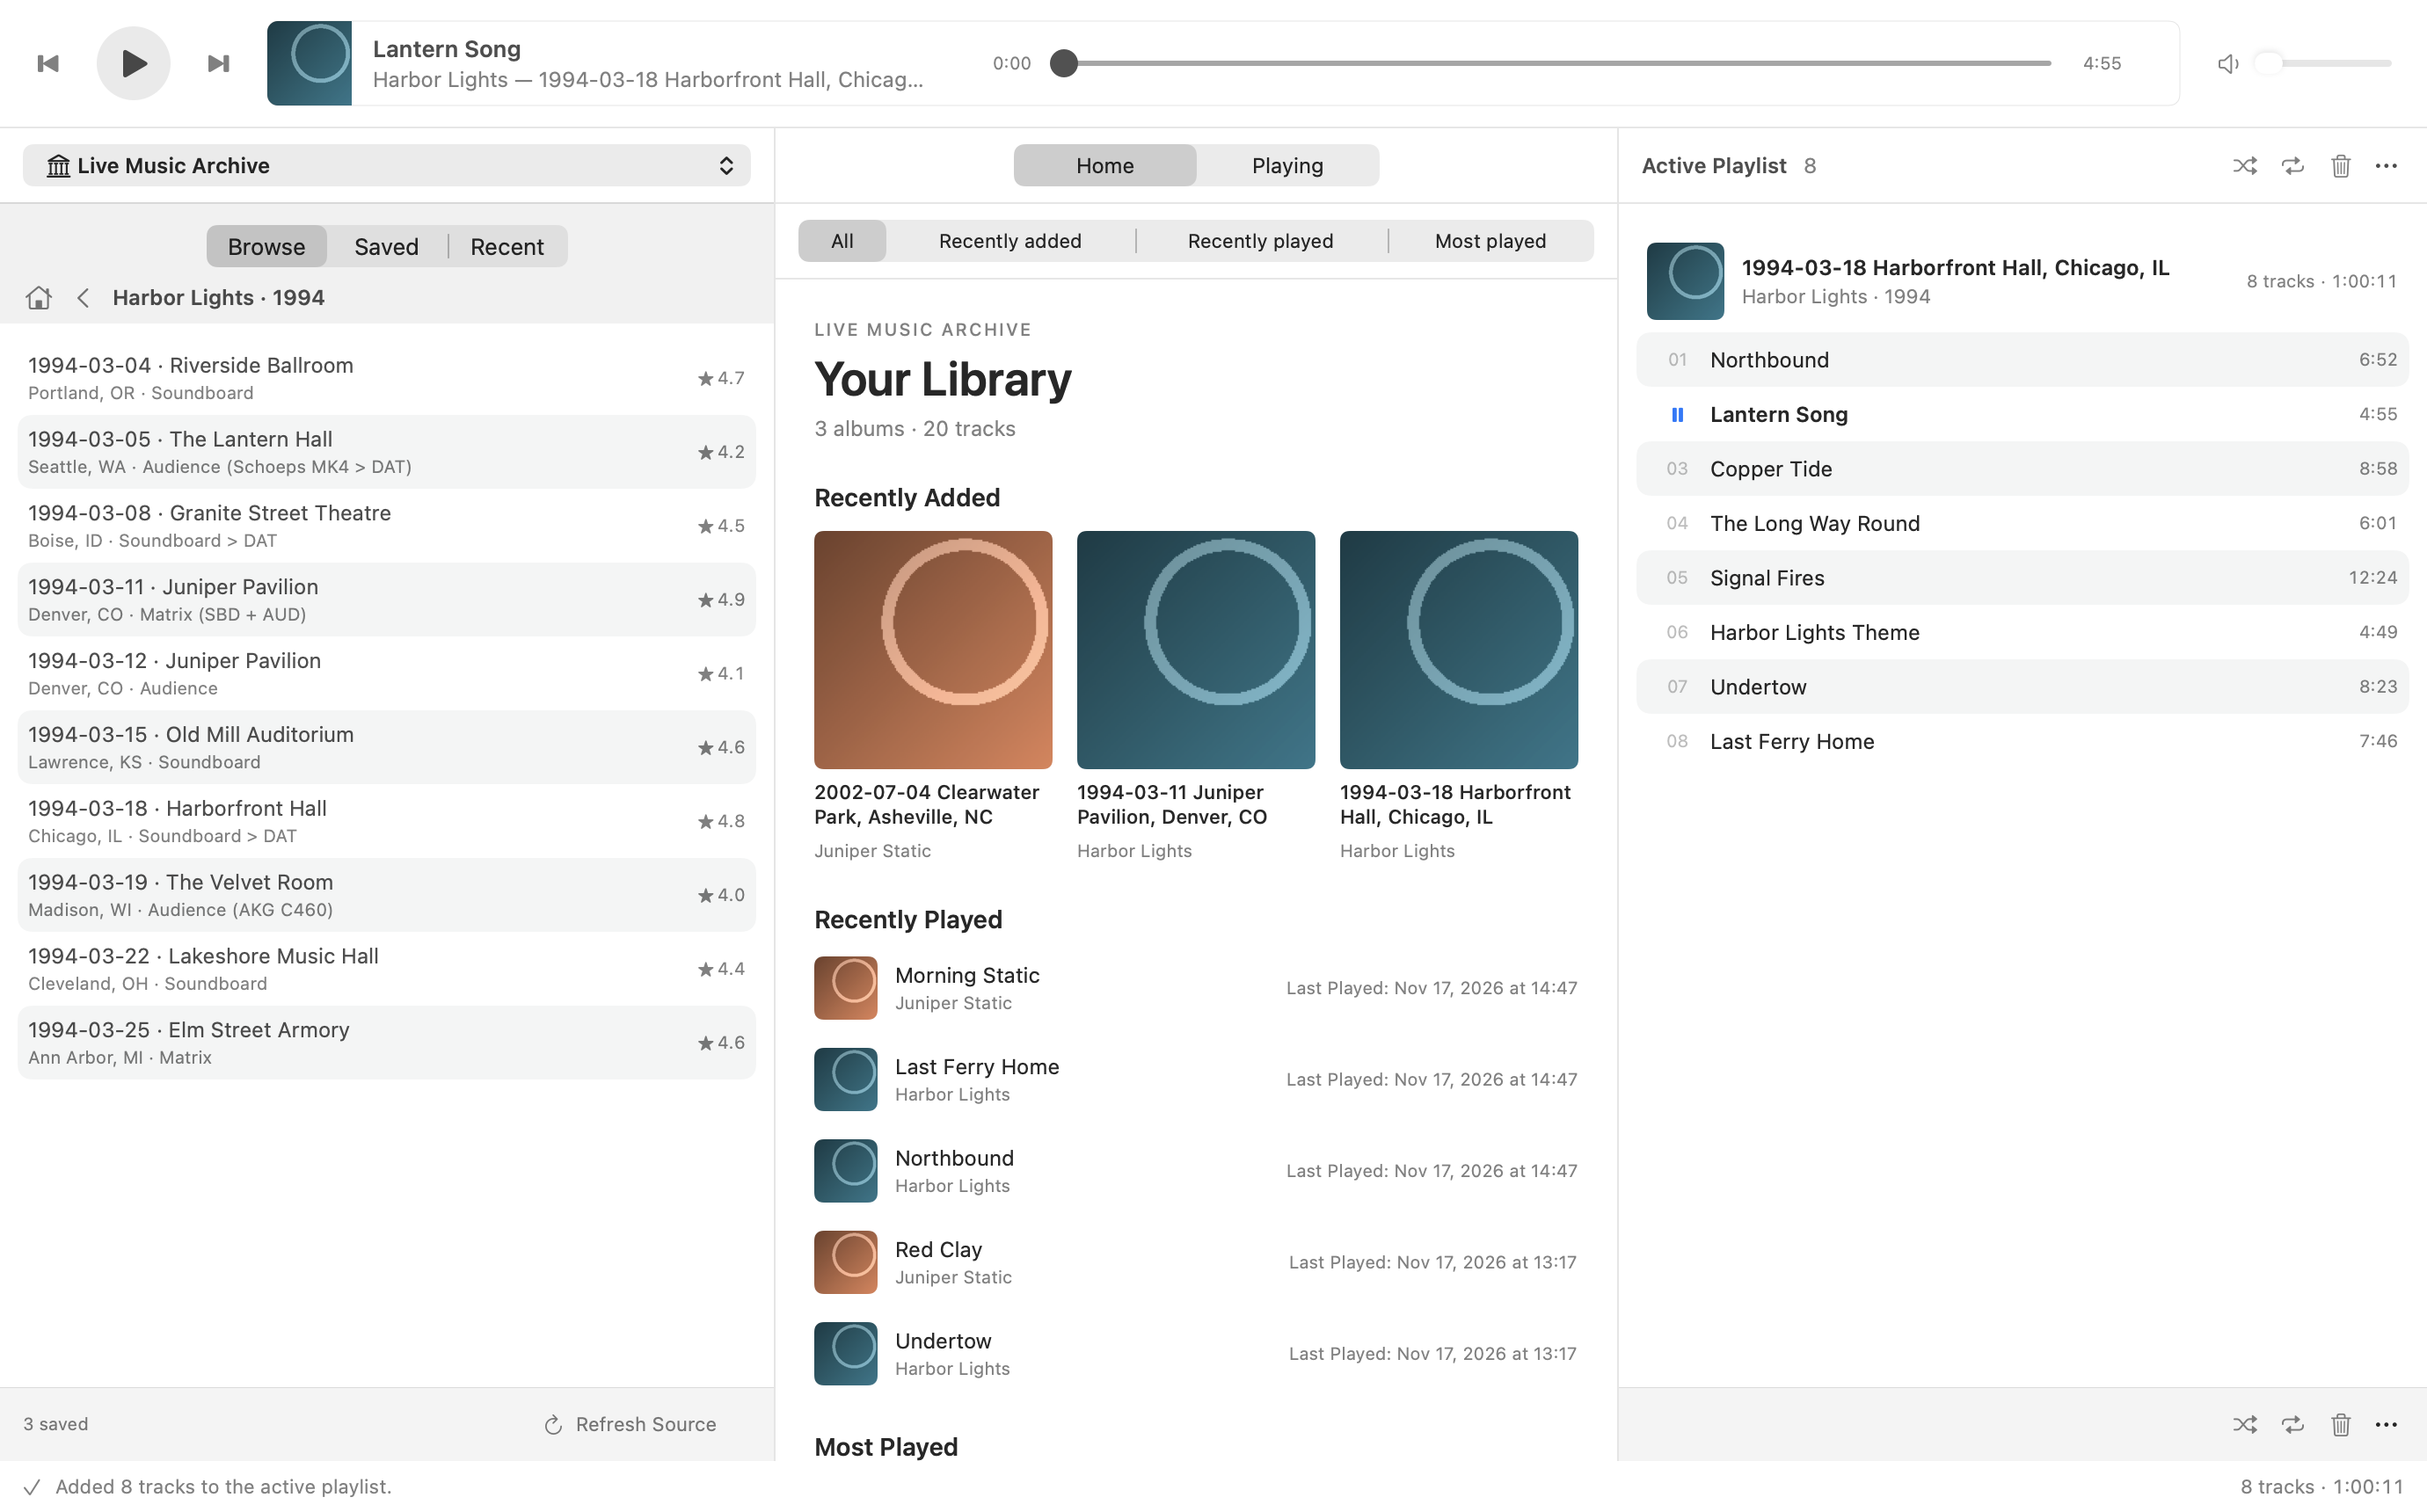 Lantern Song
Harbor Lights — 1994-03-18 Harborfront Hall, Chicag...
0:00
4:55
Live Music Archive
Browse
Saved
Recent
Harbor Lights · 1994
1994-03-04 · Riverside Ballroom
Portland, OR · Soundboard
★ 4.7
1994-03-05 · The Lantern Hall
Seattle, WA · Audience (Schoeps MK4 > DAT)
★ 4.2
1994-03-08 · Granite Street Theatre
Boise, ID · Soundboard > DAT
★ 4.5
1994-03-11 · Juniper Pavilion
Denver, CO · Matrix (SBD + AUD)
★ 4.9
1994-03-12 · Juniper Pavilion
Denver, CO · Audience
★ 4.1
1994-03-15 · Old Mill Auditorium
Lawrence, KS · Soundboard
★ 4.6
1994-03-18 · Harborfront Hall
Chicago, IL · Soundboard > DAT
★ 4.8
1994-03-19 · The Velvet Room
Madison, WI · Audience (AKG C460)
★ 4.0
1994-03-22 · Lakeshore Music Hall
Cleveland, OH · Soundboard
★ 4.4
1994-03-25 · Elm Street Armory
Ann Arbor, MI · Matrix
★ 4.6
3 saved
Refresh Source
Home
Playing
All
Recently added
Recently played
Most played
LIVE MUSIC ARCHIVE
Your Library
3 albums · 20 tracks
Recently Added
2002-07-04 Clearwater
Park, Asheville, NC
Juniper Static
1994-03-11 Juniper
Pavilion, Denver, CO
Harbor Lights
1994-03-18 Harborfront
Hall, Chicago, IL
Harbor Lights
Recently Played
Morning Static
Juniper Static
Last Played: Nov 17, 2026 at 14:47
Last Ferry Home
Harbor Lights
Last Played: Nov 17, 2026 at 14:47
Northbound
Harbor Lights
Last Played: Nov 17, 2026 at 14:47
Red Clay
Juniper Static
Last Played: Nov 17, 2026 at 13:17
Undertow
Harbor Lights
Last Played: Nov 17, 2026 at 13:17
Most Played
Active Playlist 8
1994-03-18 Harborfront Hall, Chicago, IL
Harbor Lights · 1994
8 tracks · 1:00:11
01 Northbound 6:52
Lantern Song 4:55
03 Copper Tide 8:58
04 The Long Way Round 6:01
05 Signal Fires 12:24
06 Harbor Lights Theme 4:49
07 Undertow 8:23
08 Last Ferry Home 7:46
Added 8 tracks to the active playlist.
8 tracks · 1:00:11